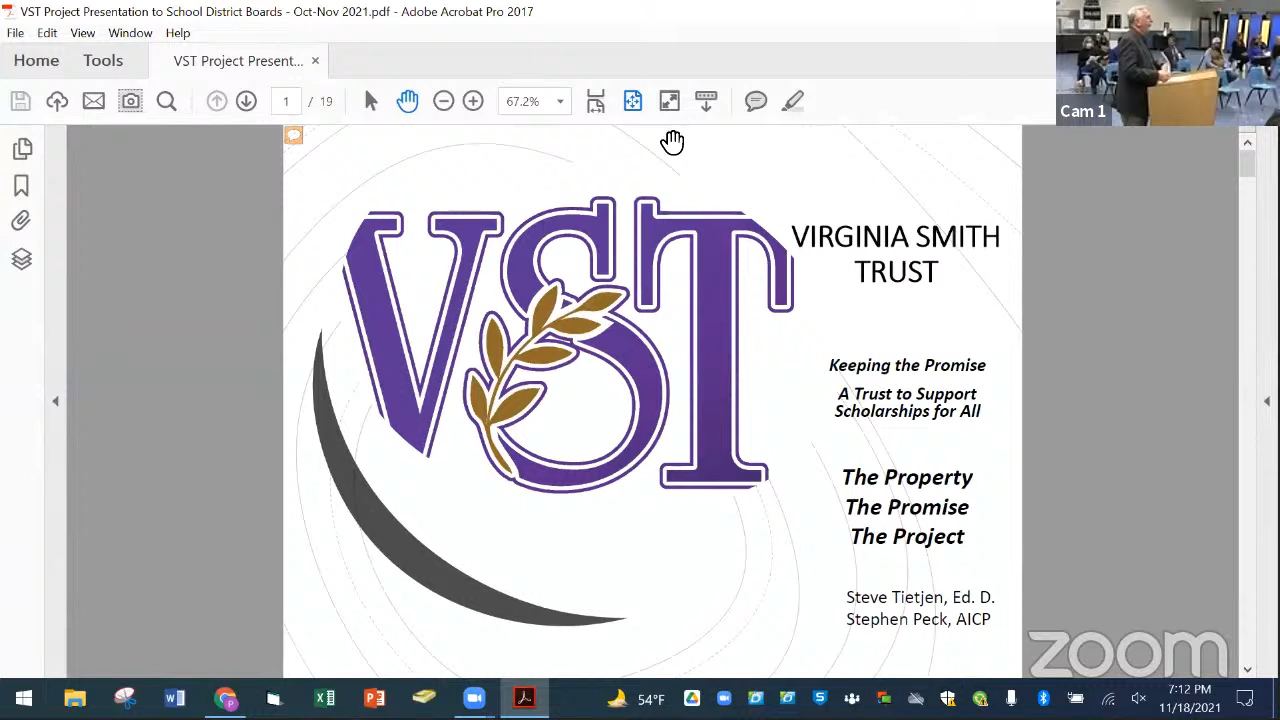 VST Project Presentation to School District Boards - Oct-Nov 2021.pdf - Adobe Acrobat Pro 2017
File Edit View Window Help
Home Tools VST Project Present... ×
1 / 19 67.2%
Cam 1
VST
VIRGINIA SMITH
TRUST
Keeping the Promise
A Trust to Support
Scholarships for All
The Property
The Promise
The Project
Steve Tietjen, Ed. D.
Stephen Peck, AICP
zoom
54°F
7:12 PM
11/18/2021